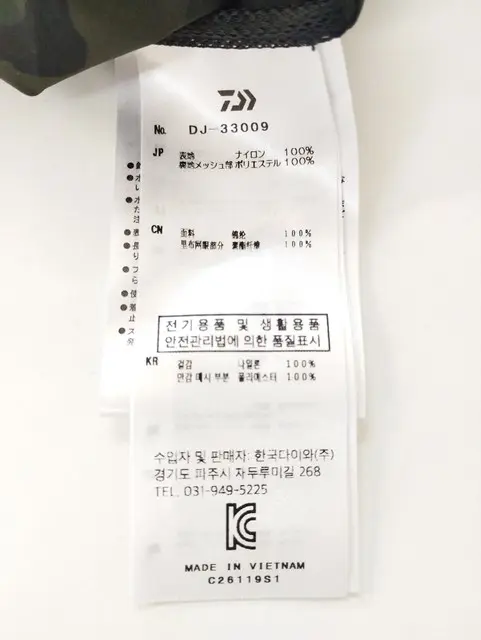 No. DJ-33009
JP 表地 ナイロン 100%
裏地メッシュ部 ポリエステル 100%
CN 面料 锦纶 100%
里布网眼部分 聚酯纤维 100%
전기용품 및 생활용품
안전관리법에 의한 품질표시
KR 겉감 나일론 100%
안감 매시 부분 폴리에스터 100%
수입자 및 판매자: 한국다이와(주)
경기도 파주시 자두루미길 268
TEL. 031-949-5225
MADE IN VIETNAM
C26119S1